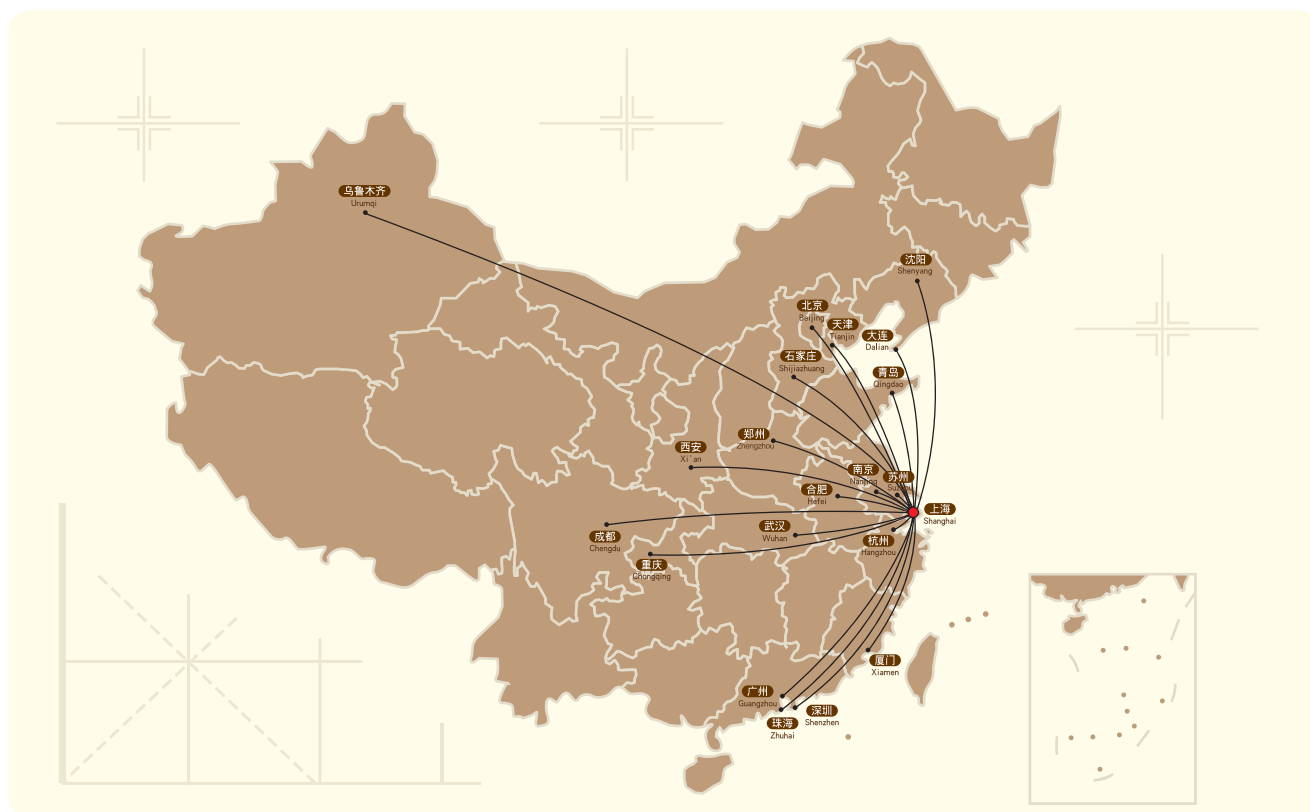 乌鲁木齐
Urumqi
沈阳
Shenyang
北京
Beijing
天津
Tianjin
大连
Dalian
石家庄
Shijiazhuang
青岛
Qingdao
郑州
Zhengzhou
西安
Xi'an
南京
Nanjing
苏州
合肥
Hefei
上海
Shanghai
武汉
Wuhan
成都
Chengdu
杭州
Hangzhou
重庆
Chongqing
厦门
Xiamen
广州
Guangzhou
深圳
Shenzhen
珠海
Zhuhai